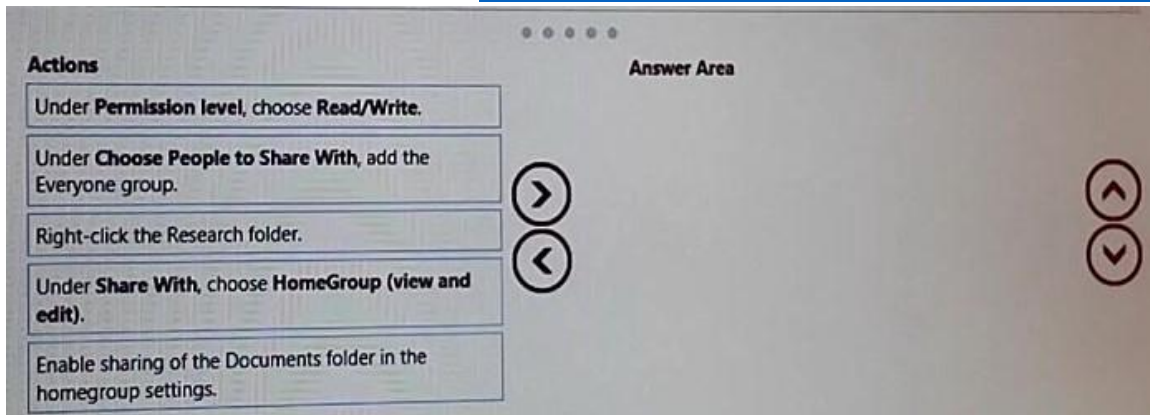 Actions
Answer Area
Under Permission level, choose Read/Write.
Under Choose People to Share With, add the
Everyone group.
Right-click the Research folder.
Under Share With, choose HomeGroup (view and
edit).
Enable sharing of the Documents folder in the
homegroup settings.